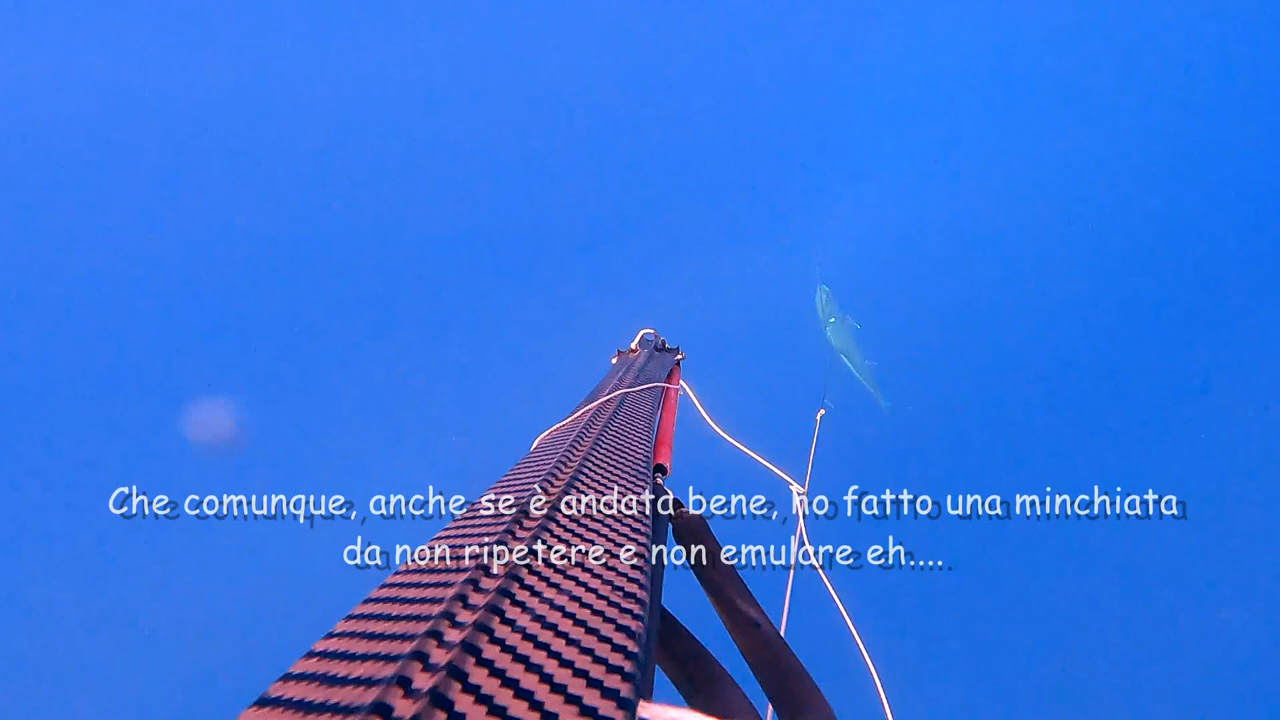 Che comunque, anche se è andata bene, ho fatto una minchiata
da non ripetere e non emulare eh....